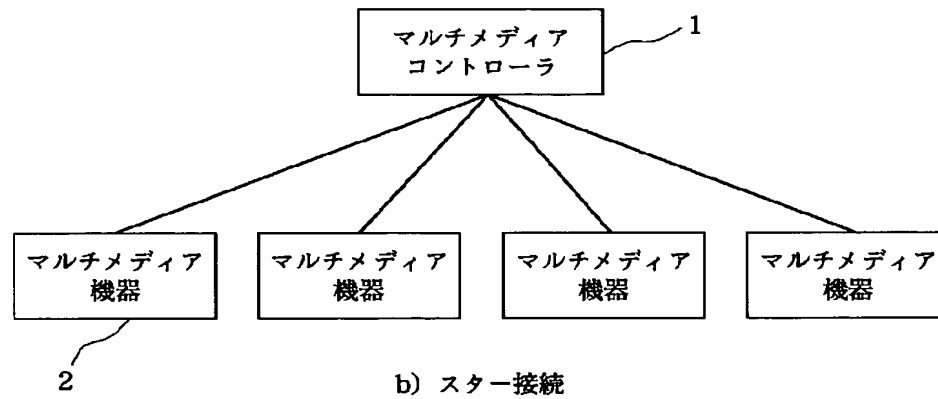 マルチメディア
コントローラ
1
マルチメディア
機器
マルチメディア
機器
マルチメディア
機器
マルチメディア
機器
2
b) スター接続